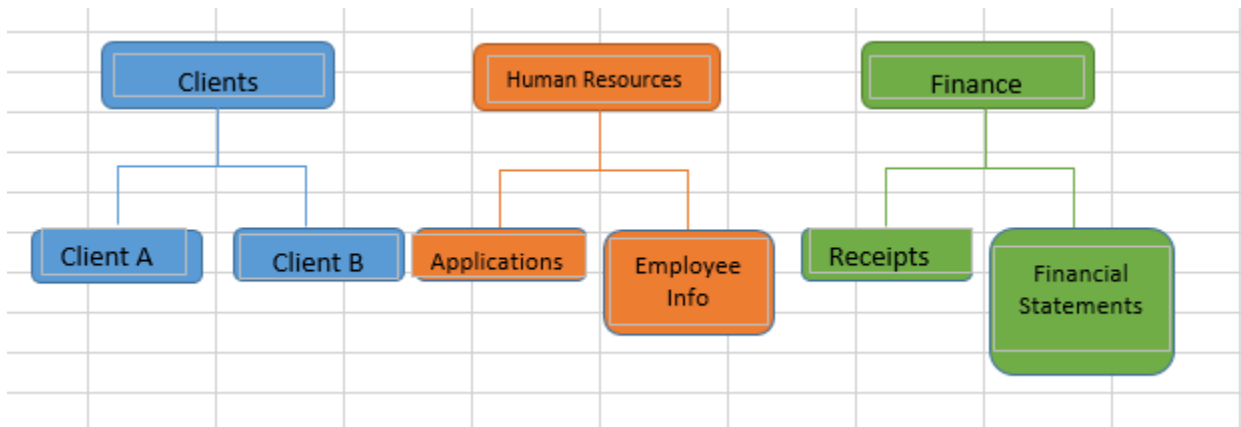 Clients
Human Resources
Finance
Client A
Client B
Applications
Employee
Info
Receipts
Financial
Statements